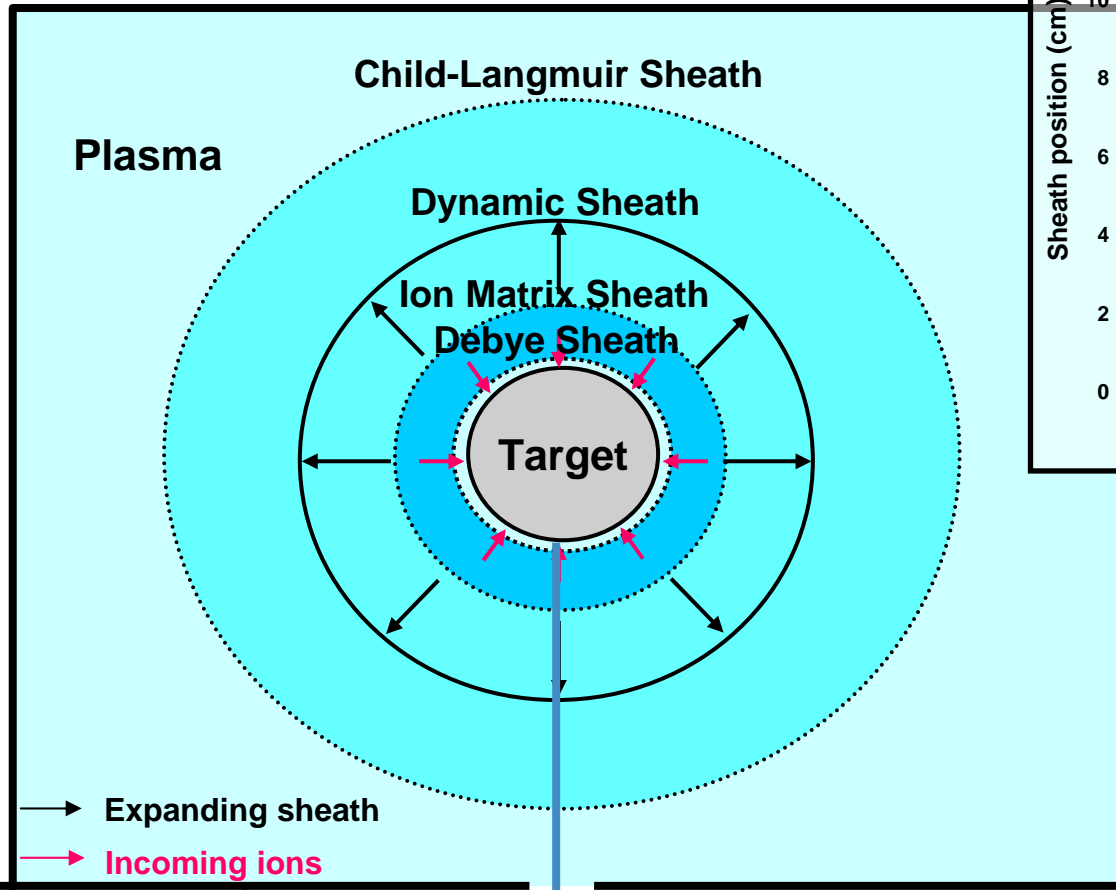 Child-Langmuir Sheath
Plasma
Dynamic Sheath
Ion Matrix Sheath
Debye Sheath
Target
Expanding sheath
Incoming ions
Sheath position (cm)
10
8
6
4
2
0